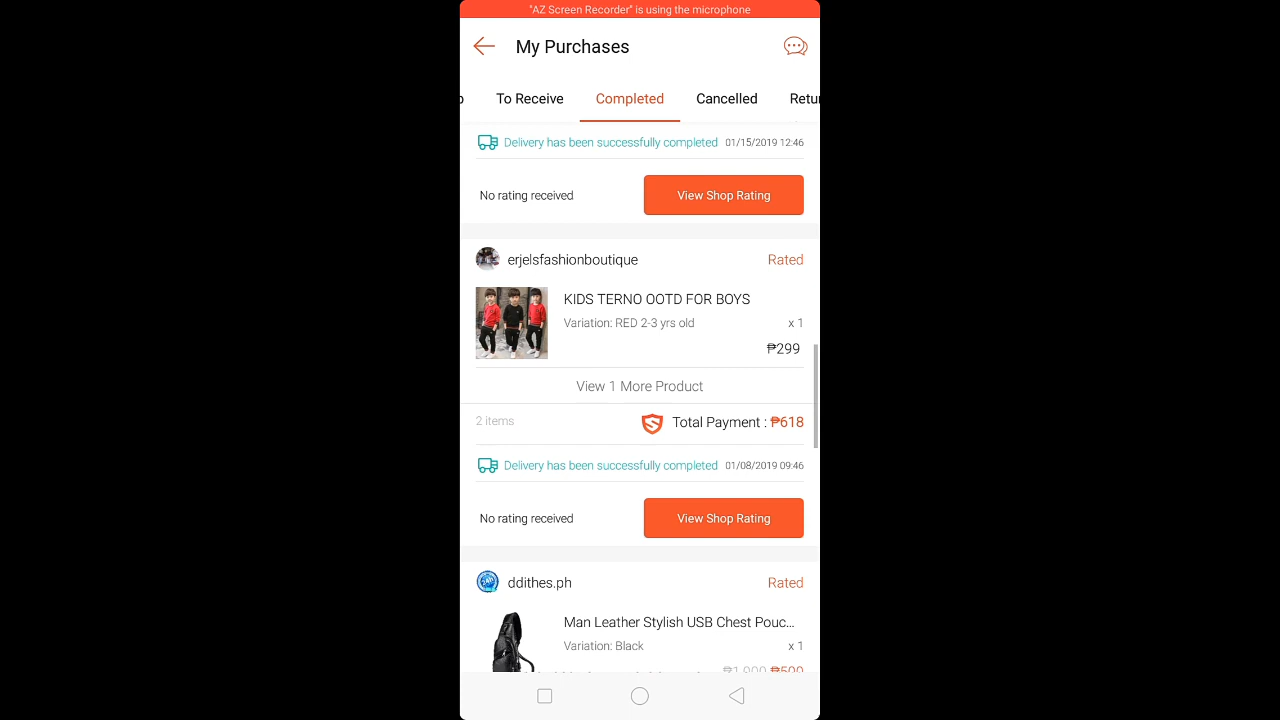 "AZ Screen Recorder" is using the microphone
My Purchases
To Receive Completed Cancelled Retu
Delivery has been successfully completed 01/15/2019 12:46
No rating received View Shop Rating
erjelsfashionboutique Rated
KIDS TERNO OOTD FOR BOYS
Variation: RED 2-3 yrs old x 1
₱299
View 1 More Product
2 items Total Payment : ₱618
Delivery has been successfully completed 01/08/2019 09:46
No rating received View Shop Rating
ddithes.ph Rated
Man Leather Stylish USB Chest Pouc...
Variation: Black x 1